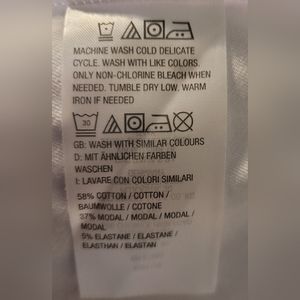 MACHINE WASH COLD DELICATE
CYCLE. WASH WITH LIKE COLORS.
ONLY NON-CHLORINE BLEACH WHEN
NEEDED. TUMBLE DRY LOW. WARM
IRON IF NEEDED
30
GB: WASH WITH SIMILAR COLOURS
D: MIT ÄHNLICHEN FARBEN
WASCHEN
I: LAVARE CON COLORI SIMILARI
58% COTTON / COTTON /
BAUMWOLLE / COTONE
37% MODAL / MODAL / MODAL /
MODAL
5% ELASTANE / ELASTANE /
ELASTHAN / ELASTAN